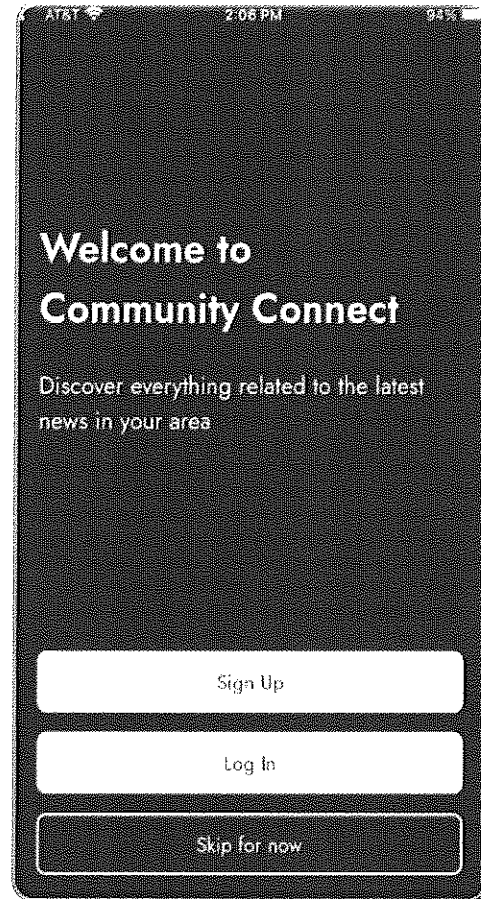 AT&T 2:06 PM 94%
Welcome to
Community Connect
Discover everything related to the latest
news in your area
Sign Up
Log In
Skip for now